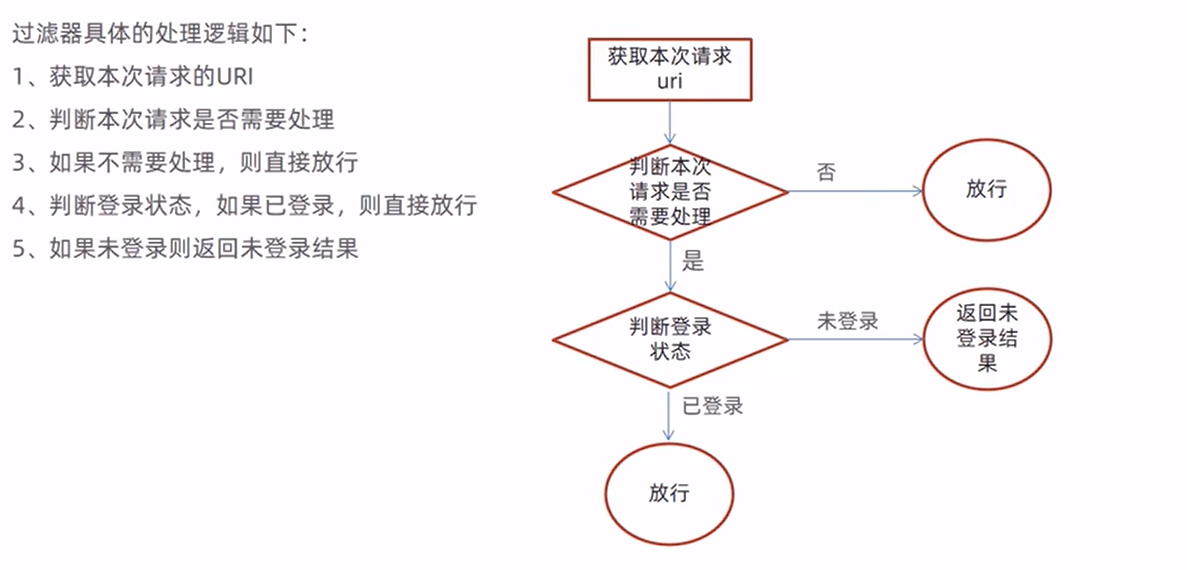 过滤器具体的处理逻辑如下：
1、获取本次请求的URI
2、判断本次请求是否需要处理
3、如果不需要处理，则直接放行
4、判断登录状态，如果已登录，则直接放行
5、如果未登录则返回未登录结果
获取本次请求
uri
判断本次
请求是否
需要处理
否
放行
是
判断登录
状态
未登录
返回未
登录结
果
已登录
放行